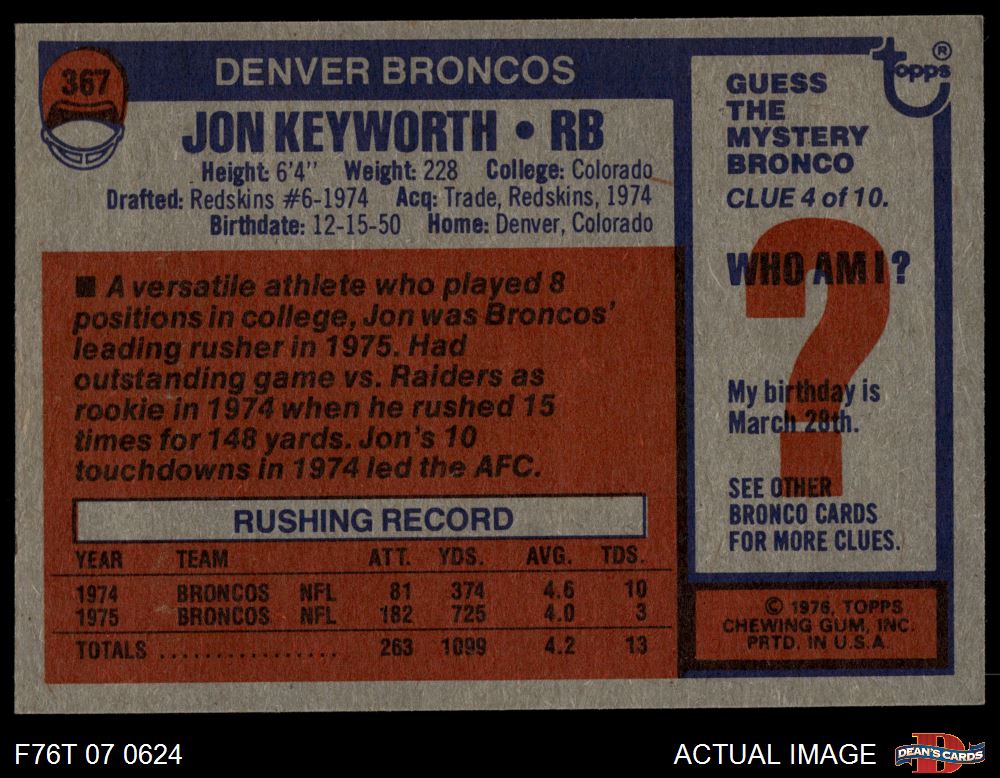 367
DENVER BRONCOS
JON KEYWORTH • RB
Height: 6'4" Weight: 228 College: Colorado
Drafted: Redskins #6-1974 Acq: Trade, Redskins, 1974
Birthdate: 12-15-50 Home: Denver, Colorado
■ A versatile athlete who played 8
positions in college, Jon was Broncos'
leading rusher in 1975. Had
outstanding game vs. Raiders as
rookie in 1974 when he rushed 15
times for 148 yards. Jon's 10
touchdowns in 1974 led the AFC.
RUSHING RECORD
YEAR TEAM ATT. YDS. AVG. TDS.
1974 BRONCOS NFL 81 374 4.6 10
1975 BRONCOS NFL 182 725 4.0 3
TOTALS ................. 263 1099 4.2 13
topps®
GUESS
THE
MYSTERY
BRONCO
CLUE 4 of 10.
WHO AM I?
?
My birthday is
March 28th.
SEE OTHER
BRONCO CARDS
FOR MORE CLUES.
© 1976, TOPPS
CHEWING GUM, INC.
PRTD. IN U.S.A.
F76T 07 0624
ACTUAL IMAGE
D
DEAN'S CARDS